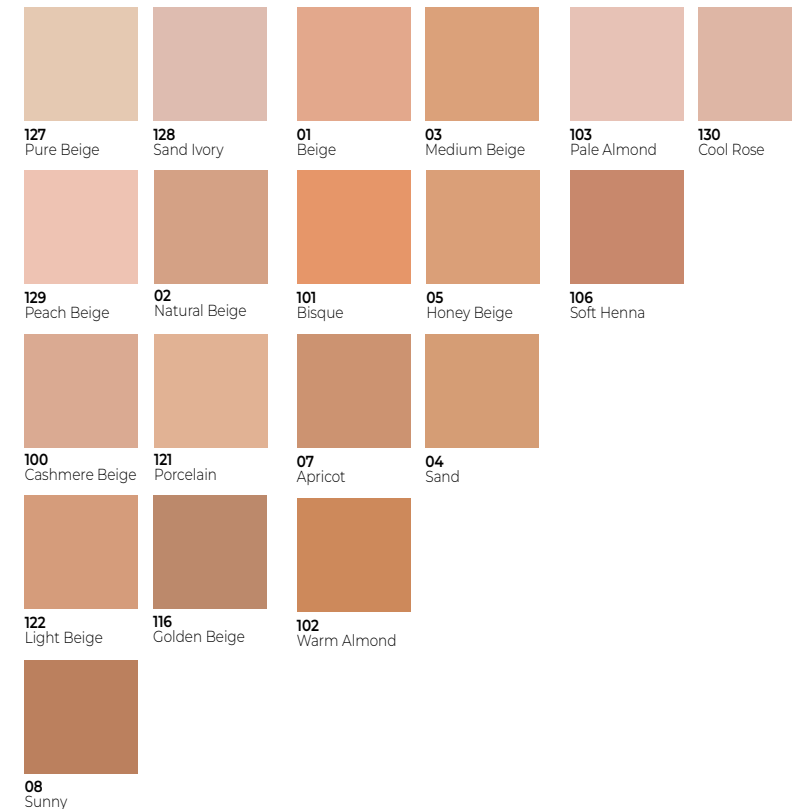 127
Pure Beige
128
Sand Ivory
01
Beige
03
Medium Beige
103
Pale Almond
130
Cool Rose
129
Peach Beige
02
Natural Beige
101
Bisque
05
Honey Beige
106
Soft Henna
100
Cashmere Beige
121
Porcelain
07
Apricot
04
Sand
122
Light Beige
116
Golden Beige
102
Warm Almond
08
Sunny